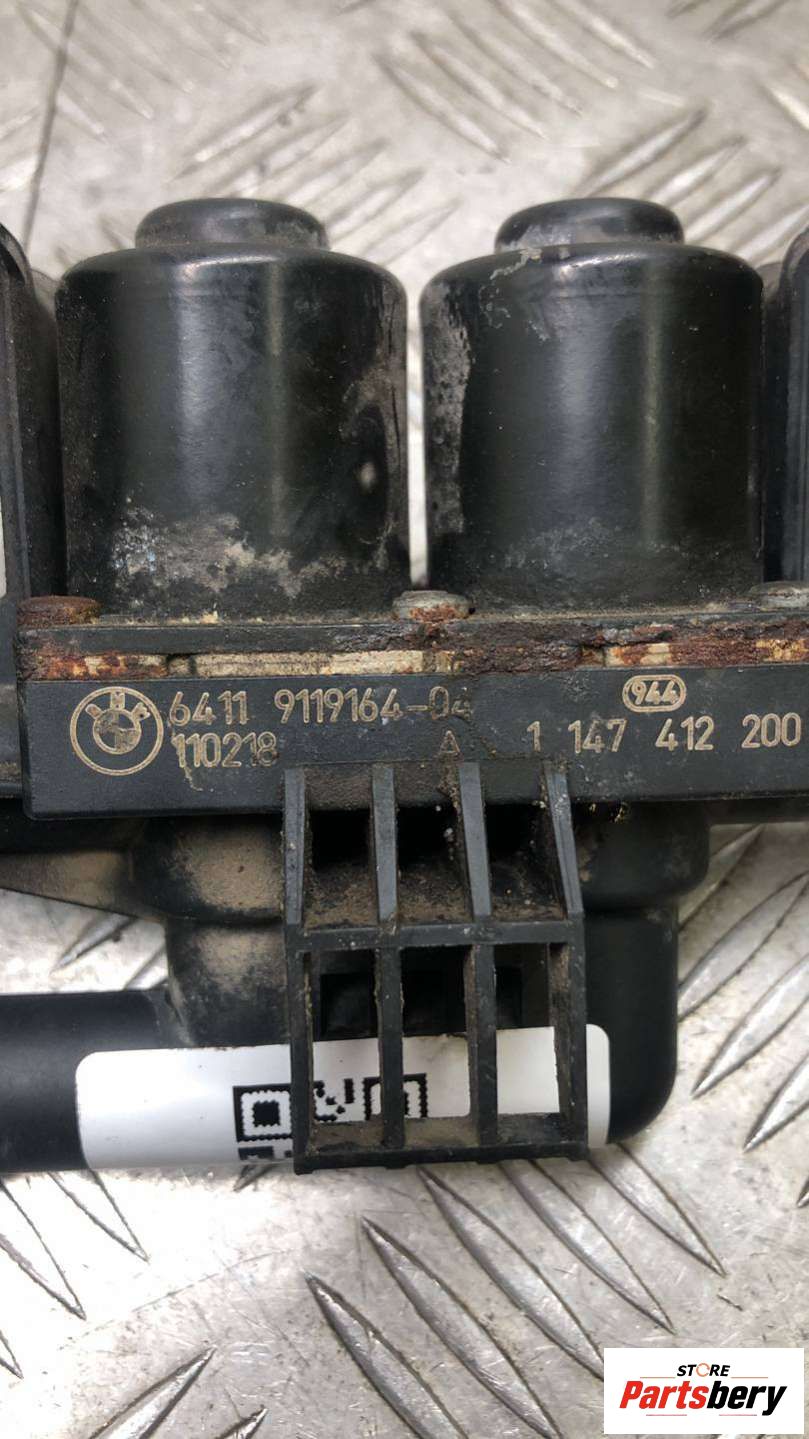 6411 9119164-04 944
110218 A 1 147 412 200
STORE
Partsbery